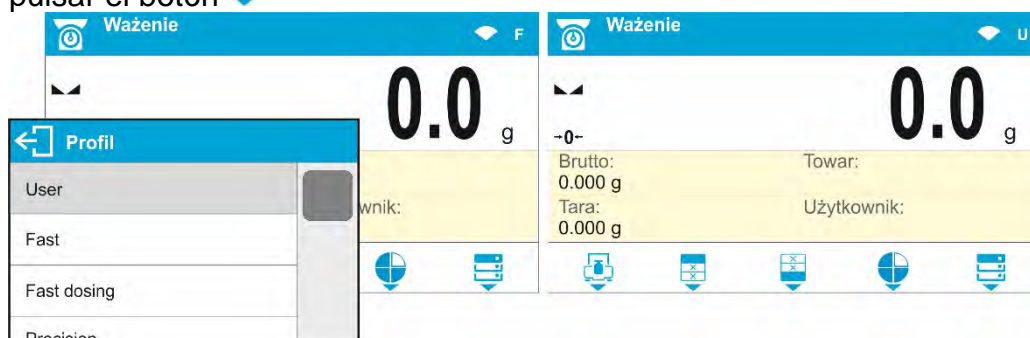 pulsar el botón
Ważenie
F
0.0 g
Profil
User
Fast
Fast dosing
Precision
wnik:
Ważenie
U
→0←
0.0 g
Brutto:
0.000 g
Towar:
Tara:
0.000 g
Użytkownik: